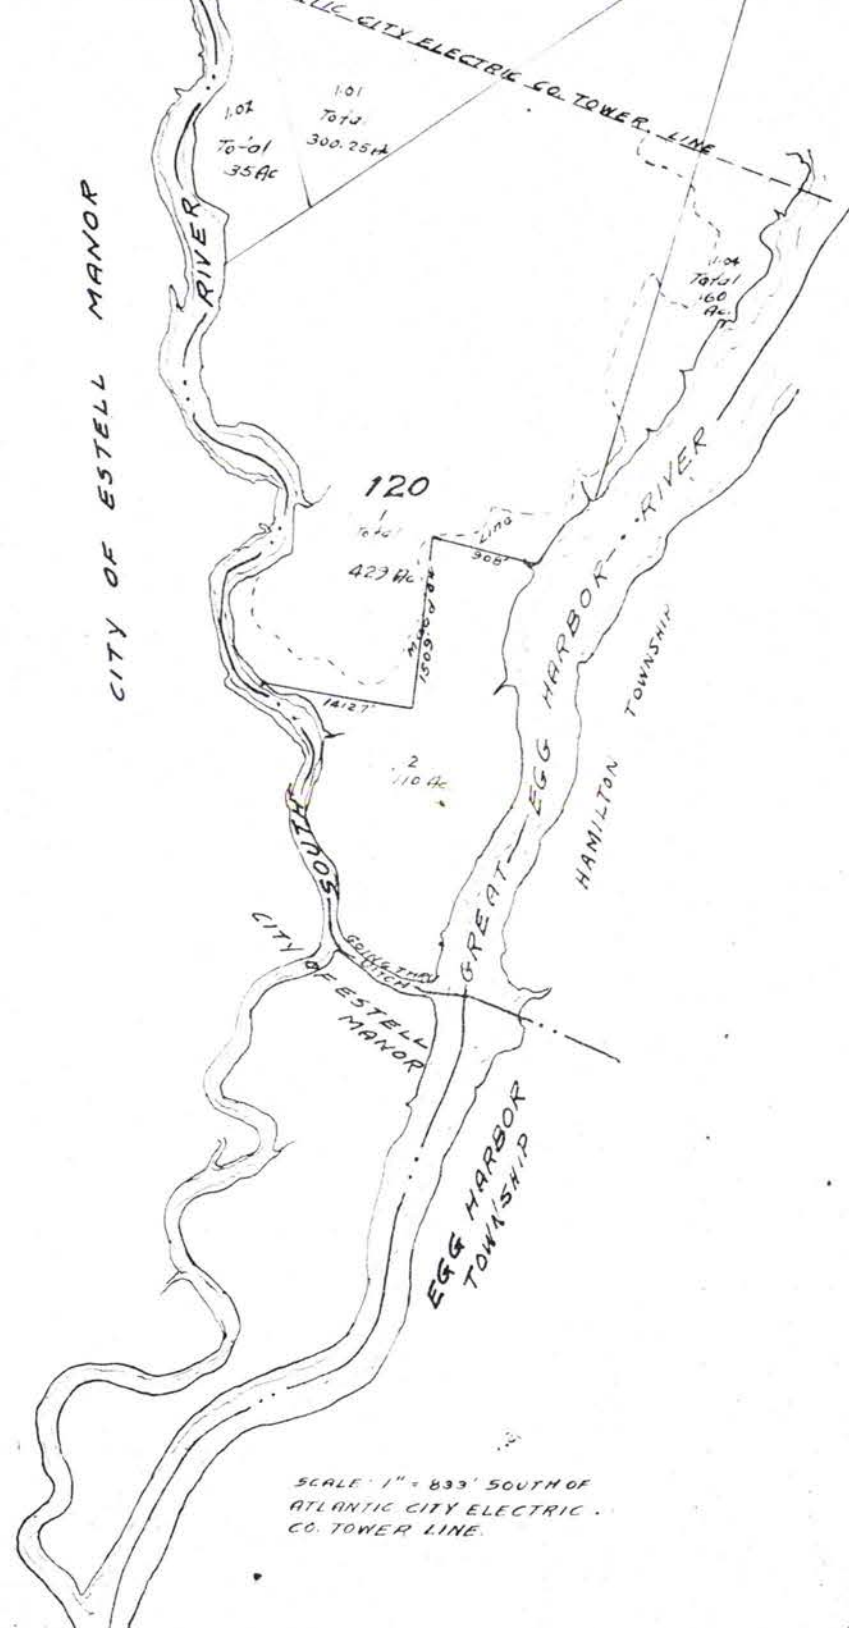 CITY ELECTRIC CO. TOWER LINE
1.02
Total
35 Ac
1.01
Total
300.25 Ac
1.04
Total
160
Ac.
CITY OF ESTELL MANOR
RIVER
120
1
Total
429 Ac.
Line
908'
1509
1412.7'
2
110 Ac
SOUTH
GREAT EGG HARBOR RIVER
HAMILTON TOWNSHIP
GOING THRU
DITCH
CITY OF ESTELL
MANOR
EGG HARBOR
TOWNSHIP
SCALE 1" = 833' SOUTH OF
ATLANTIC CITY ELECTRIC
CO. TOWER LINE.